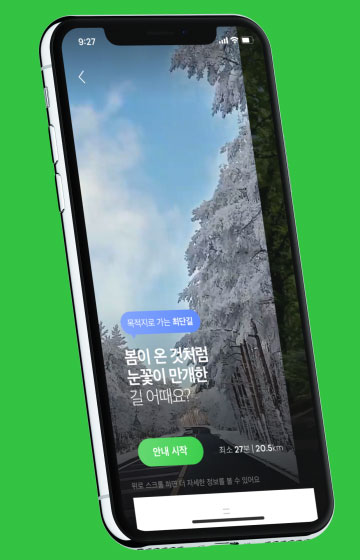 9:27
목적지로 가는 최단길
봄이 온 것처럼
눈꽃이 만개한
길 어때요?
안내 시작
최소 27분 | 20.5km
위로 스크롤 하면 더 자세한 정보를 볼 수 있어요